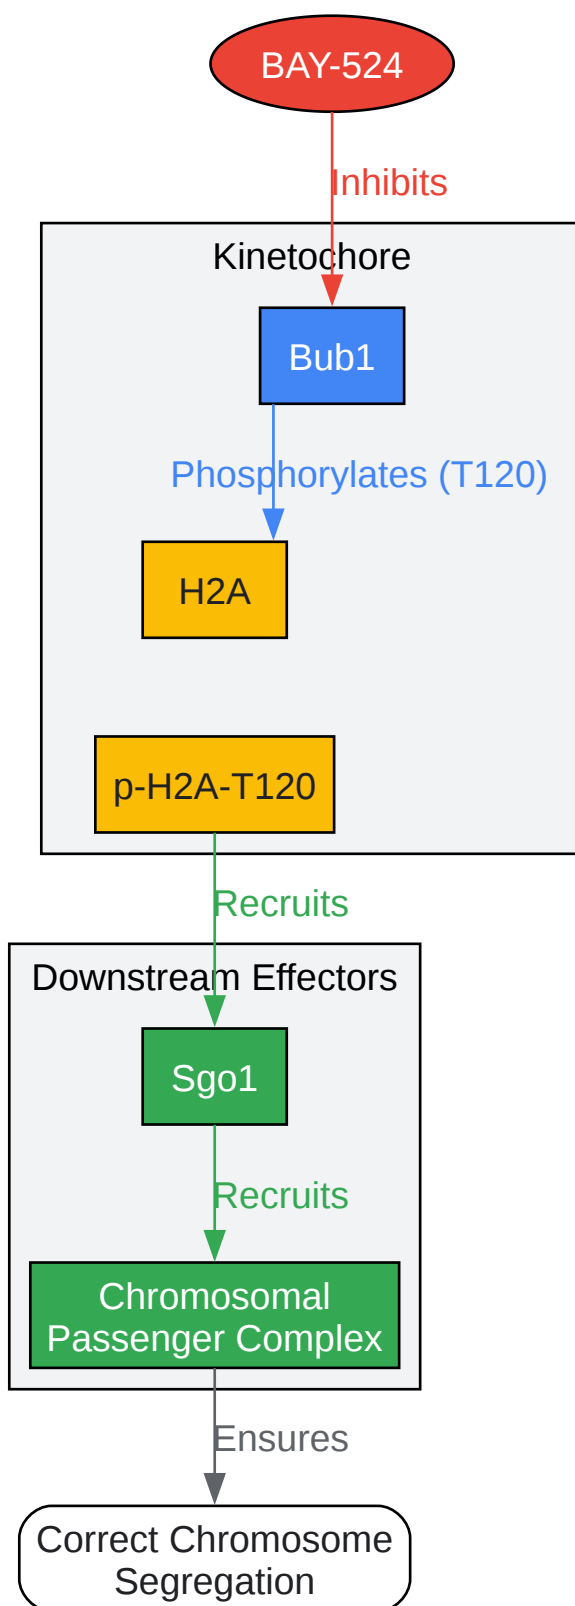 BAY-524
Inhibits
Kinetochore
Bub1
Phosphorylates (T120)
H2A
p-H2A-T120
Recruits
Downstream Effectors
Sgo1
Recruits
Chromosomal
Passenger Complex
Ensures
Correct Chromosome
Segregation